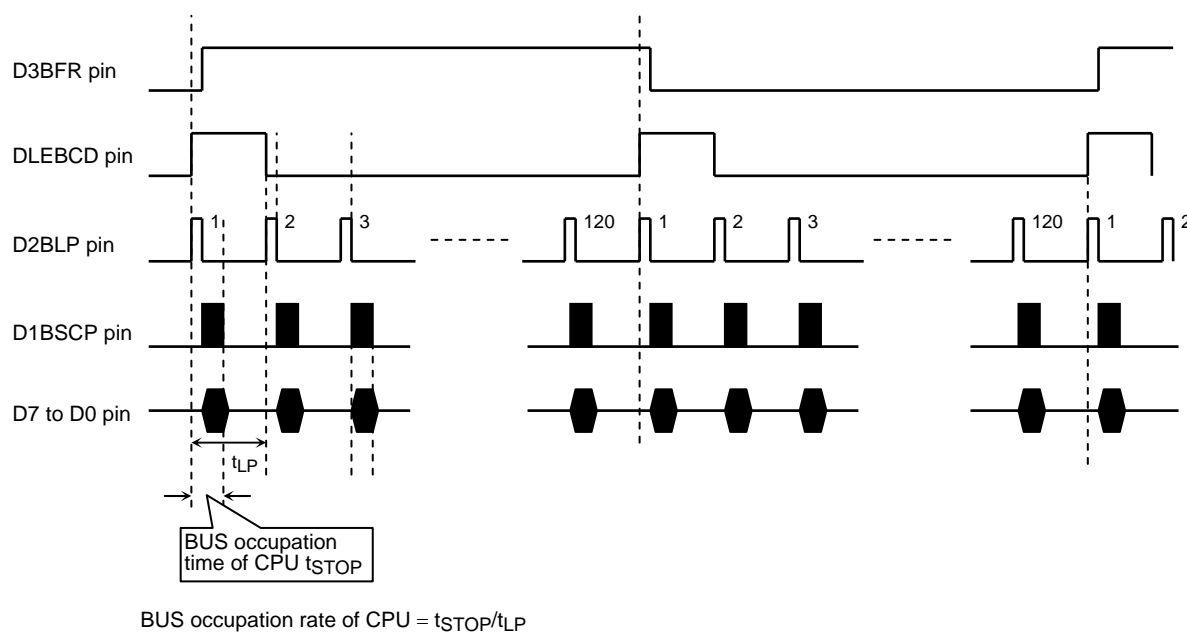 D3BFR pin
DLEBCD pin
D2BLP pin
1 2 3 120 1 2 3 120 1 2
D1BSCP pin
D7 to D0 pin
tLP
BUS occupation
time of CPU tSTOP
BUS occupation rate of CPU = tSTOP/tLP